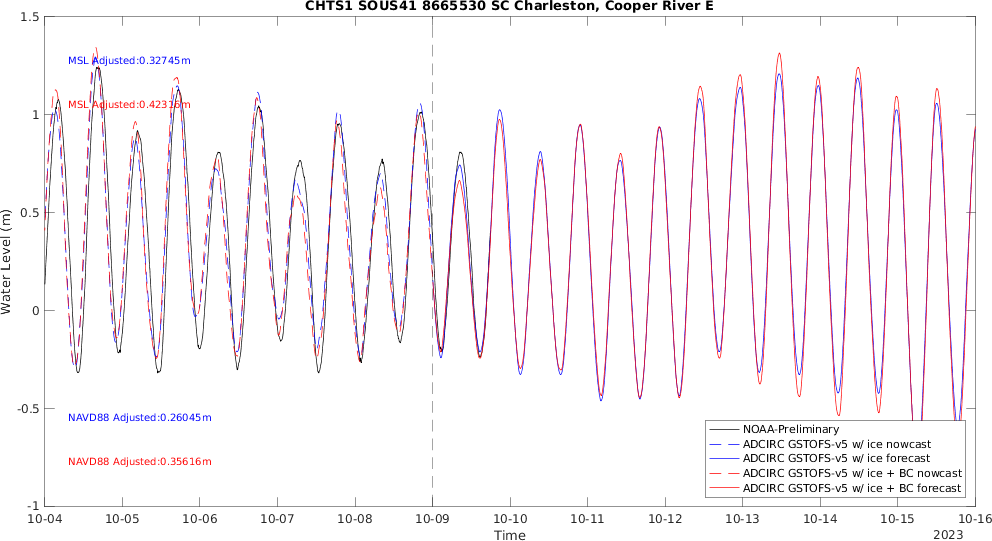 CHTS1 SOUS41 8665530 SC Charleston, Cooper River E
1.5
1
0.5
0
-0.5
-1
Water Level (m)
MSL Adjusted:0.32745m
MSL Adjusted:0.42316m
NAVD88 Adjusted:0.26045m
NAVD88 Adjusted:0.35616m
NOAA-Preliminary
ADCIRC GSTOFS-v5 w/ ice nowcast
ADCIRC GSTOFS-v5 w/ ice forecast
ADCIRC GSTOFS-v5 w/ ice + BC nowcast
ADCIRC GSTOFS-v5 w/ ice + BC forecast
10-04 10-05 10-06 10-07 10-08 10-09 10-10 10-11 10-12 10-13 10-14 10-15 10-16
Time
2023